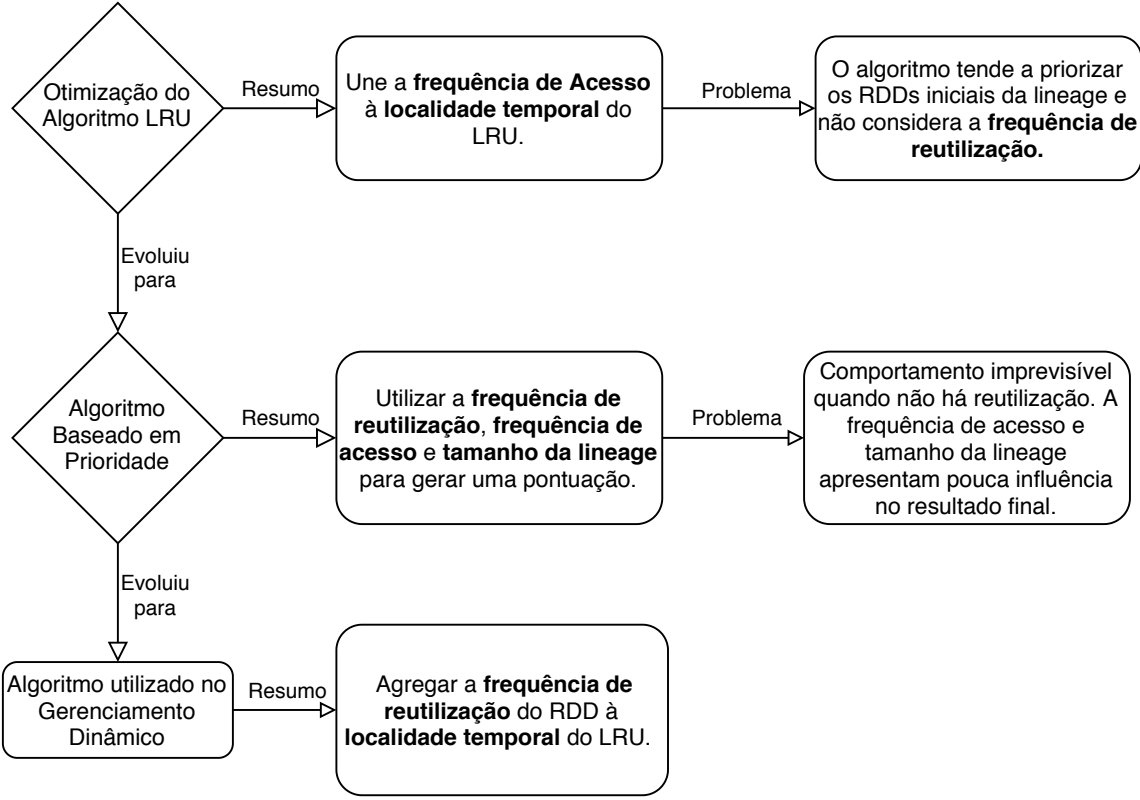 Otimização do
Algoritmo LRU
Resumo
Une a frequência de Acesso
à localidade temporal do
LRU.
Problema
O algoritmo tende a priorizar
os RDDs iniciais da lineage e
não considera a frequência de
reutilização.
Evoluiu
para
Algoritmo
Baseado em
Prioridade
Resumo
Utilizar a frequência de
reutilização, frequência de
acesso e tamanho da lineage
para gerar uma pontuação.
Problema
Comportamento imprevisível
quando não há reutilização. A
frequência de acesso e
tamanho da lineage
apresentam pouca influência
no resultado final.
Evoluiu
para
Algoritmo utilizado no
Gerenciamento
Dinâmico
Resumo
Agregar a frequência de
reutilização do RDD à
localidade temporal do LRU.